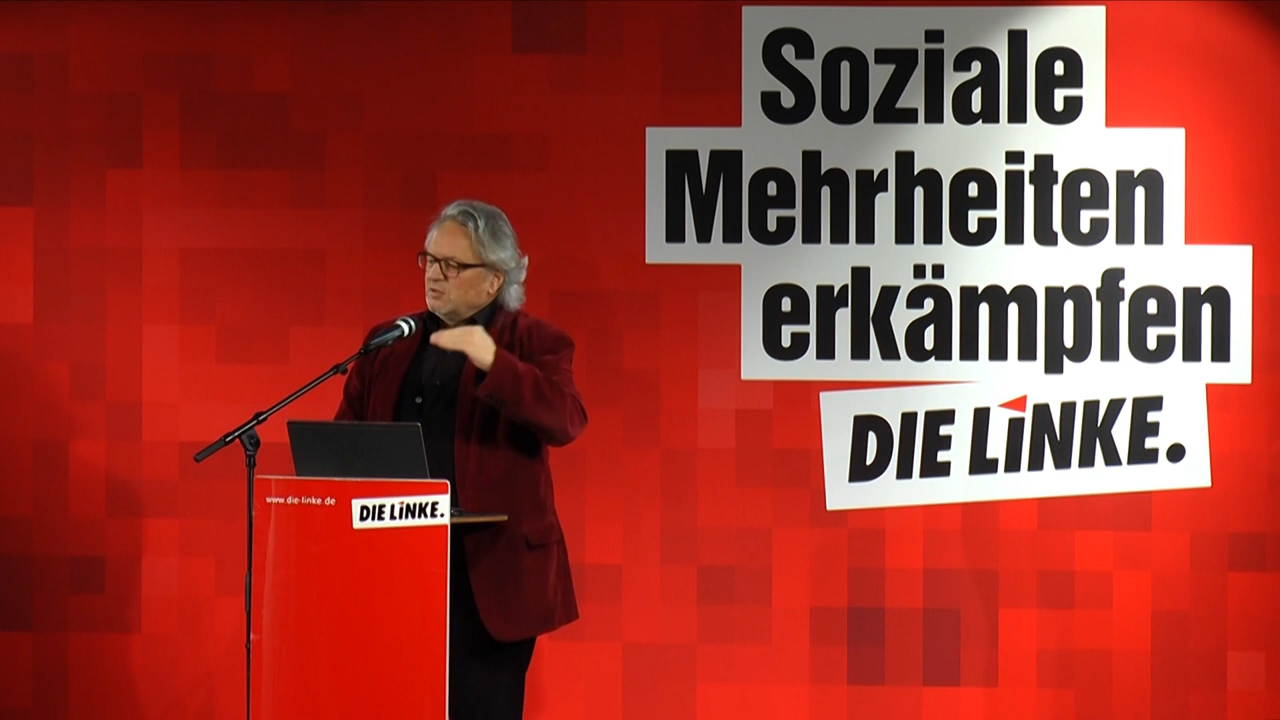 Soziale
Mehrheiten
erkämpfen
DIE LINKE.
www.die-linke.de
DIE LINKE.